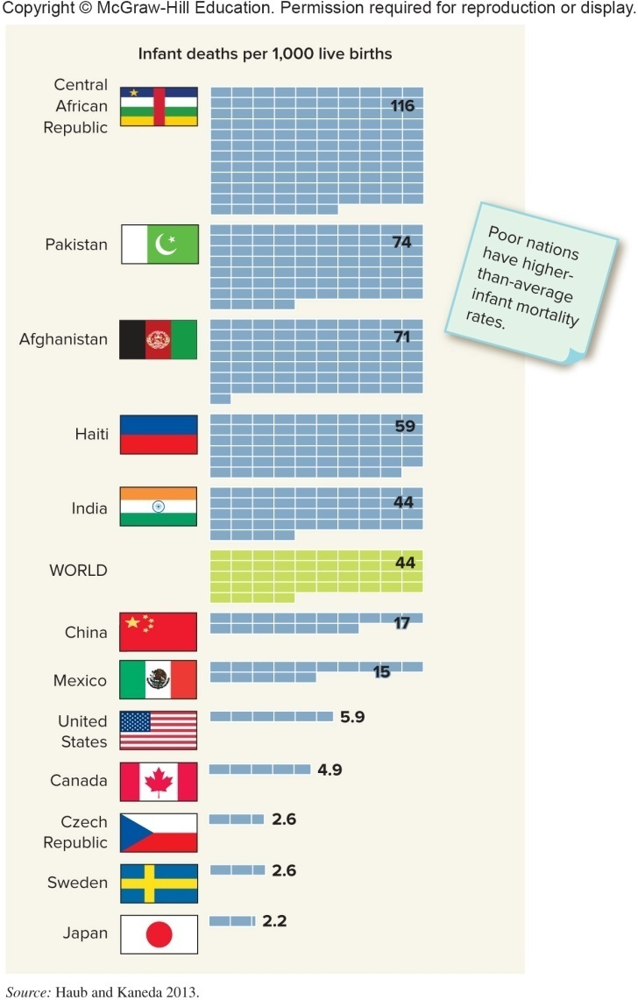 Copyright © McGraw-Hill Education. Permission required for reproduction or display.
Infant deaths per 1,000 live births
Central
African
Republic
116
Pakistan
74
Afghanistan
71
Haiti
59
India
44
WORLD
44
China
17
Mexico
15
United
States
5.9
Canada
4.9
Czech
Republic
2.6
Sweden
2.6
Japan
2.2
Poor nations
have higher-
than-average
infant mortality
rates.
Source: Haub and Kaneda 2013.